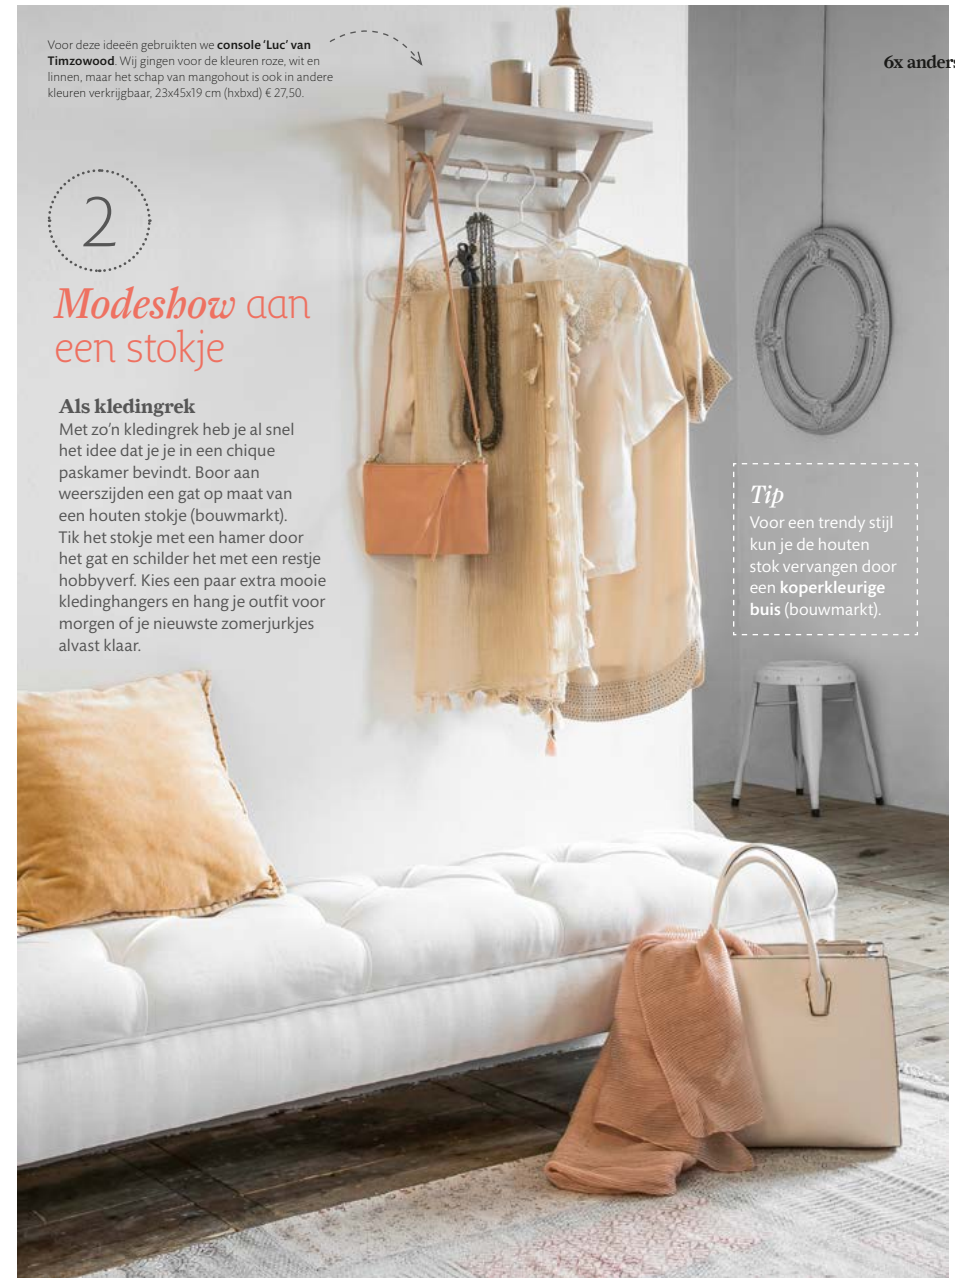 Voor deze ideeën gebruikten we console ‘Luc’ van
Timzowood. Wij gingen voor de kleuren roze, wit en
linnen, maar het schap van mangohout is ook in andere
kleuren verkrijgbaar, 23x45x19 cm (hxbxd) € 27,50.
6x anders
2
Modeshow aan
een stokje
Als kledingrek
Met zo’n kledingrek heb je al snel
het idee dat je je in een chique
paskamer bevindt. Boor aan
weerszijden een gat op maat van
een houten stokje (bouwmarkt).
Tik het stokje met een hamer door
het gat en schilder het met een restje
hobbyverf. Kies een paar extra mooie
kledinghangers en hang je outfit voor
morgen of je nieuwste zomerjurkjes
alvast klaar.
Tip
Voor een trendy stijl
kun je de houten
stok vervangen door
een koperkleurige
buis (bouwmarkt).